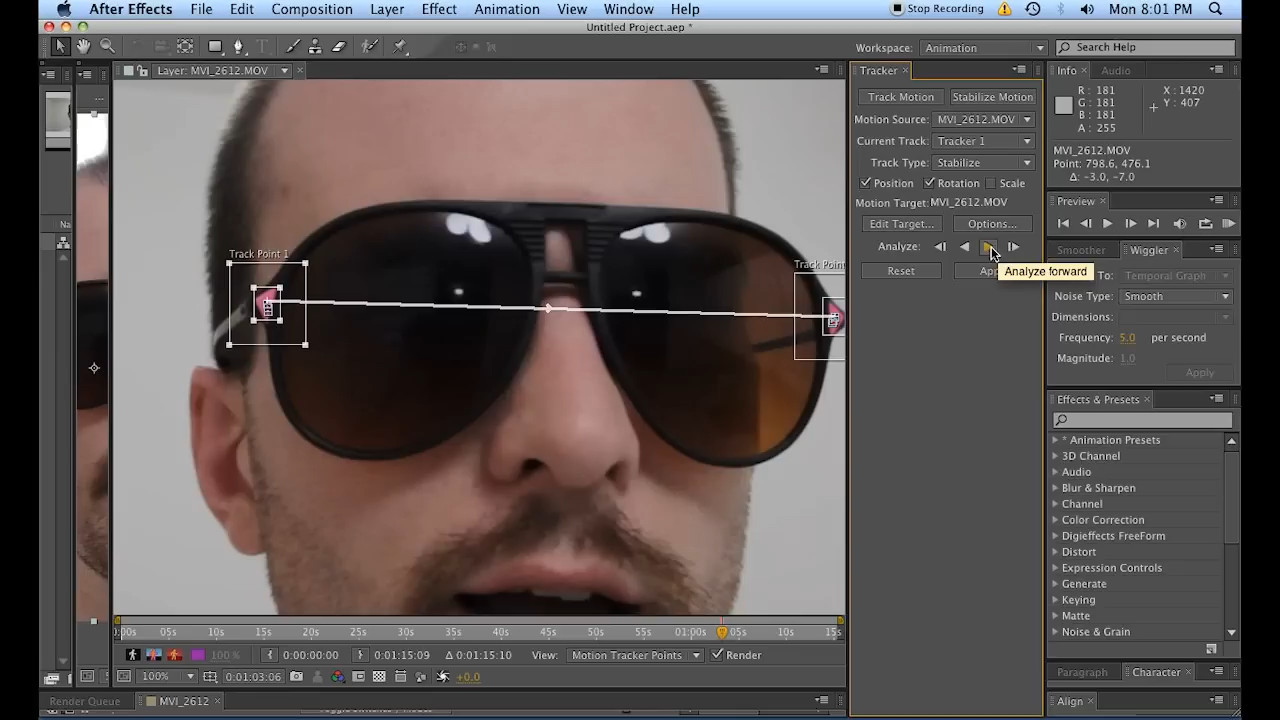 After Effects File Edit Composition Layer Effect Animation View Window Help Stop Recording Mon 8:01 PM
Untitled Project.aep *
Workspace: Animation Search Help
Layer: MVI_2612.MOV
Tracker
Info Audio
Track Motion Stabilize Motion
R : 181 X : 1420
G : 181 Y : 407
B : 181
A : 255
Motion Source: MVI_2612.MOV
Current Track: Tracker 1
Track Type: Stabilize
MVI_2612.MOV
Point: 798.6, 476.1
Δ: -3.0, -7.0
Position Rotation Scale
Motion Target: MVI_2612.MOV
Preview
Edit Target... Options...
Na
Analyze:
Smoother Wiggler
Track Point 1
Track Point
Reset Ap
Analyze forward
To: Temporal Graph
Noise Type: Smooth
Dimensions:
Frequency: 5.0 per second
Magnitude: 1.0
Apply
Effects & Presets
* Animation Presets
3D Channel
Audio
Blur & Sharpen
Channel
Color Correction
Digieffects FreeForm
Distort
Expression Controls
Generate
Keying
Matte
Noise & Grain
:00s 05s 10s 15s 20s 25s 30s 35s 40s 45s 50s 55s 01:00s 05s 10s 15s
100 % 0:00:00:00 0:01:15:09 Δ 0:01:15:10 View: Motion Tracker Points Render
100% 0:01:03:06 +0.0
Paragraph Character
Render Queue MVI_2612
Align